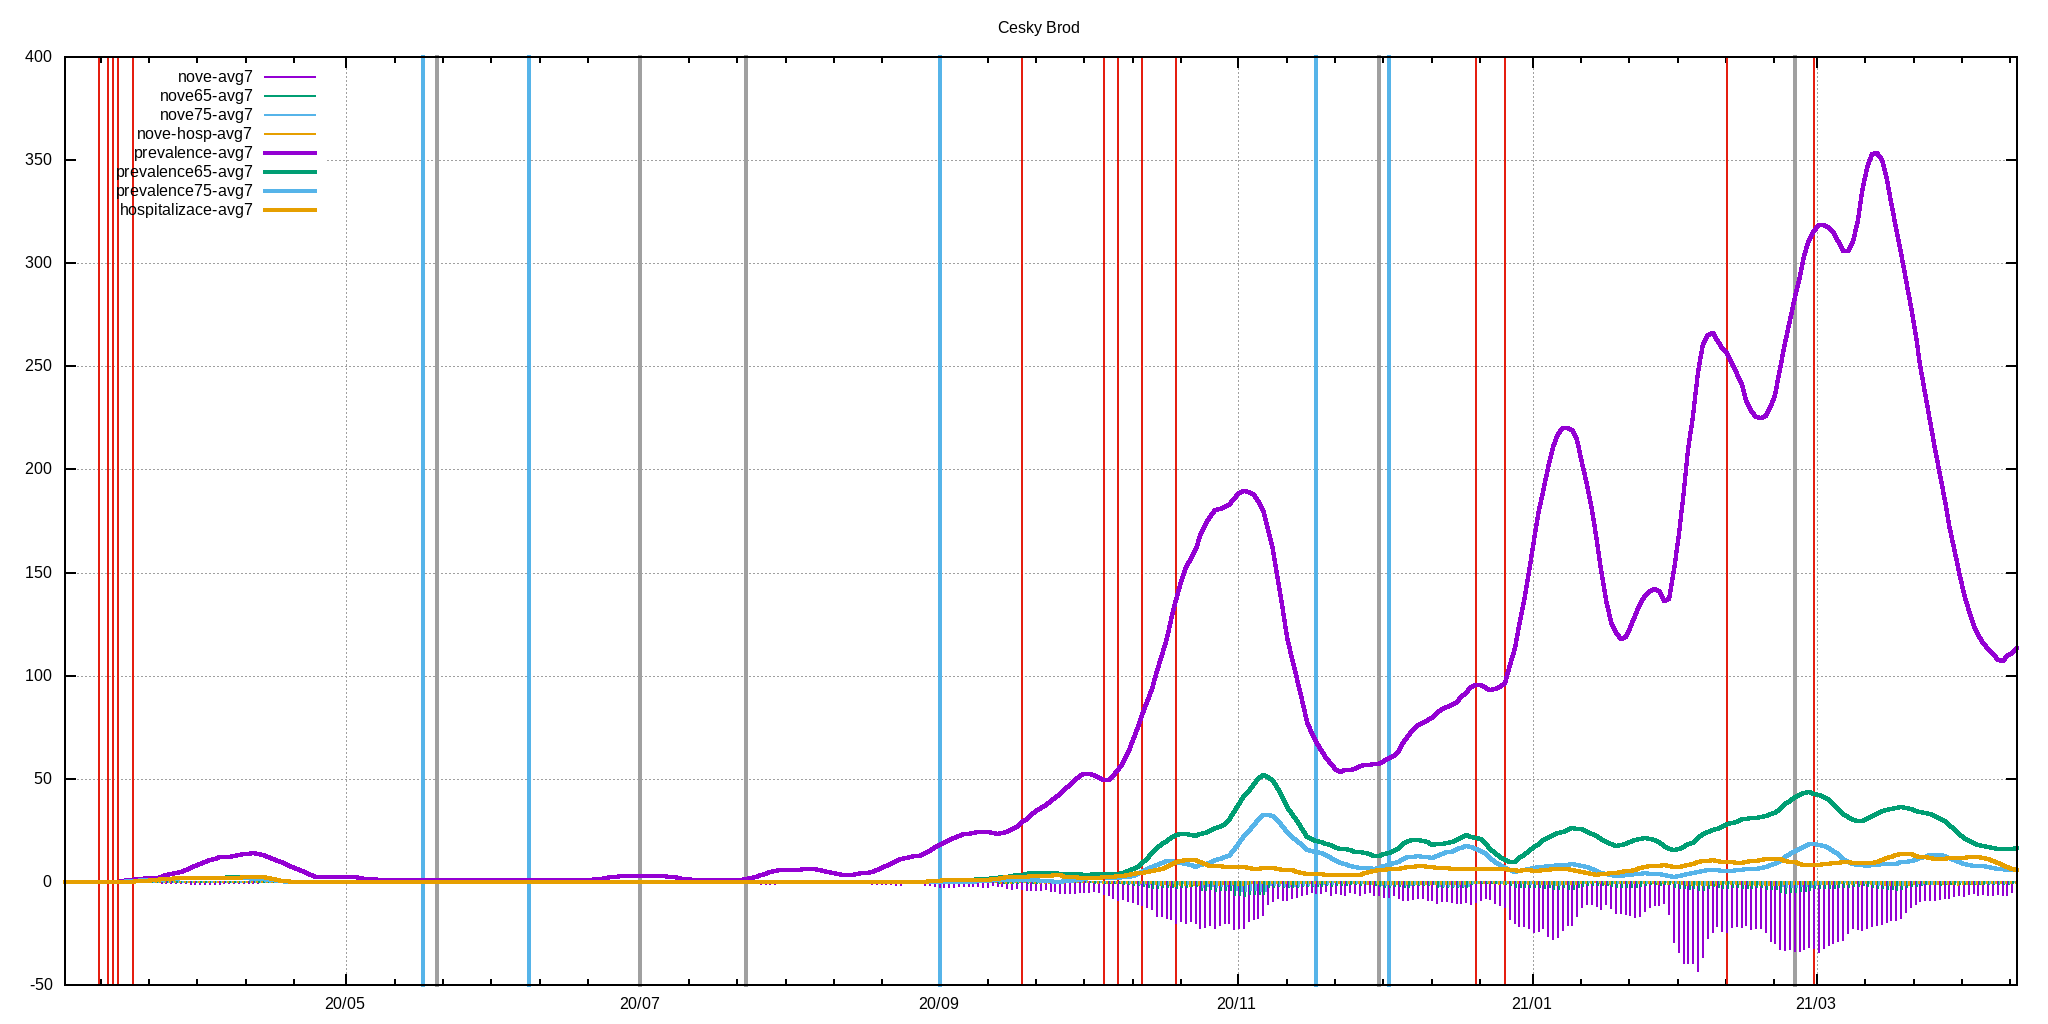 Cesky Brod
400
350
300
250
200
150
100
50
0
-50
nove-avg7
nove65-avg7
nove75-avg7
nove-hosp-avg7
prevalence-avg7
prevalence65-avg7
prevalence75-avg7
hospitalizace-avg7
20/05 20/07 20/09 20/11 21/01 21/03